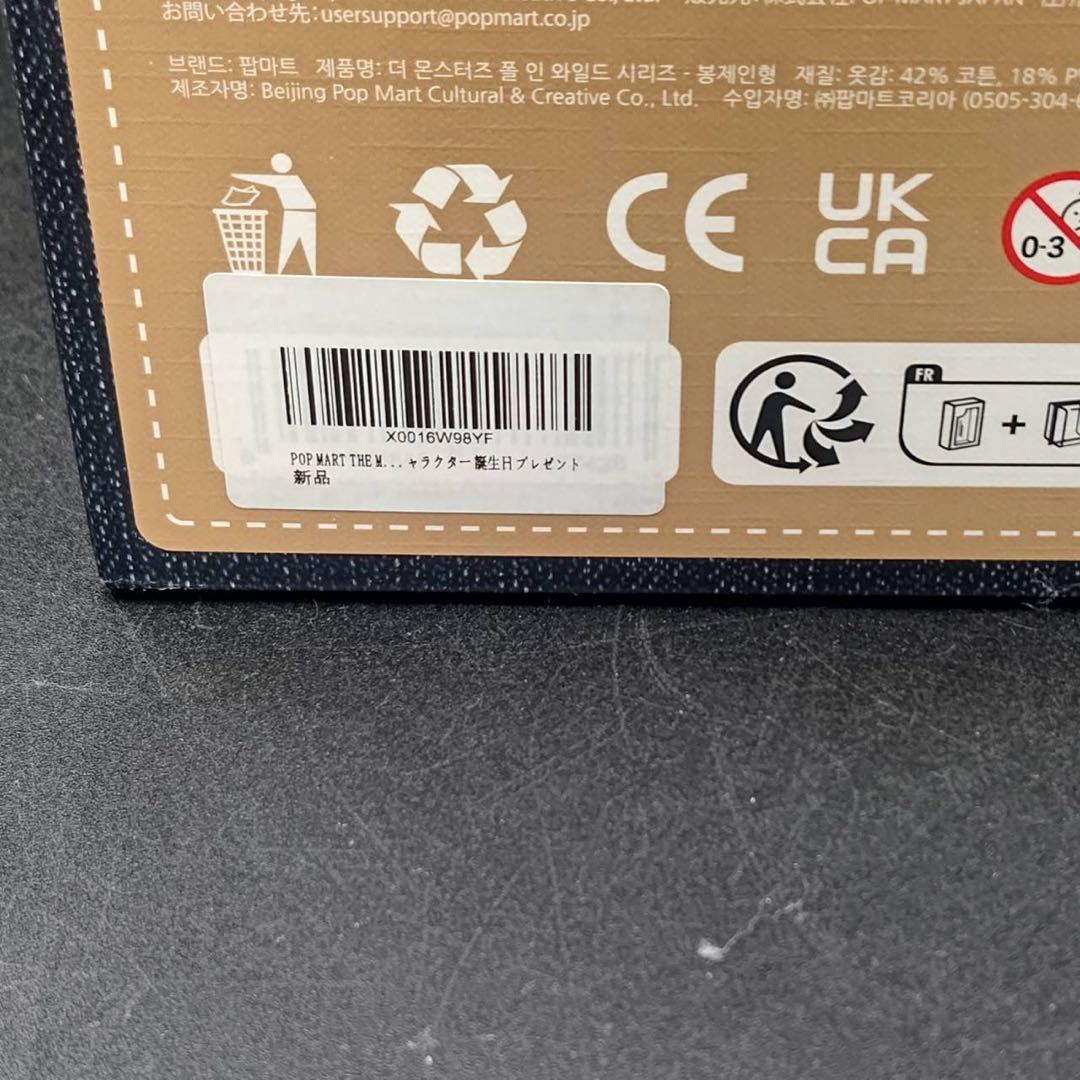 お問い合わせ先：usersupport@popmart.co.jp
브랜드: 팝마트 제품명: 더 몬스터즈 폴 인 와일드 시리즈 - 봉제인형 재질: 옷감: 42% 코튼, 18%
제조자명: Beijing Pop Mart Cultural & Creative Co., Ltd. 수입자명: ㈜팝마트코리아 (0505-304-
CE
UK
CA
0-3
X0016W98YF
POP MART THE M...ャラクター 誕生日プレゼント
新品
FR
+